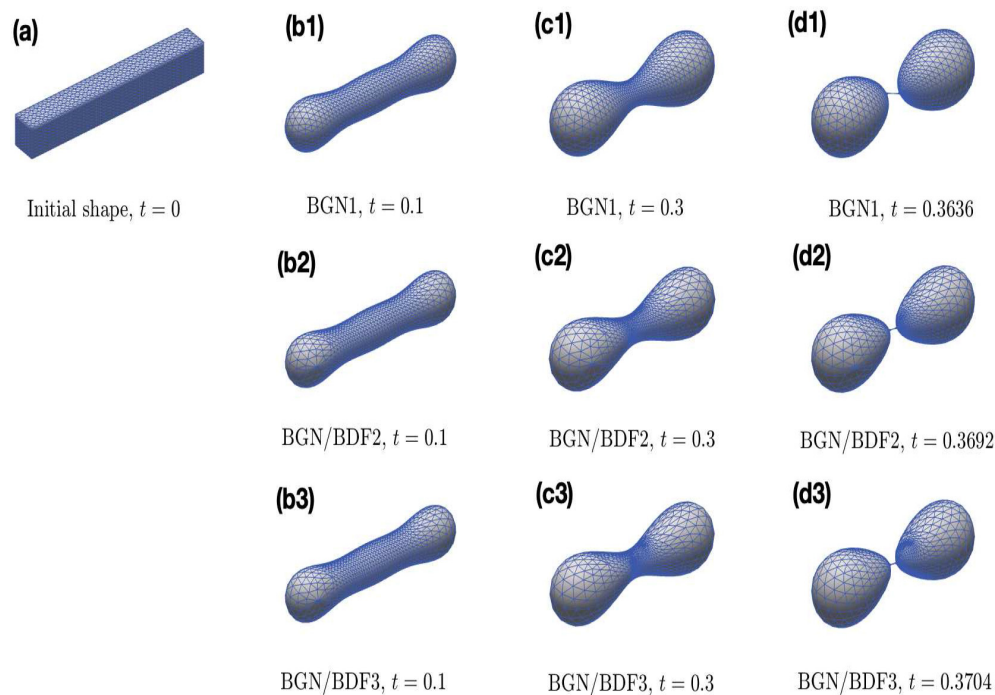 (a)
(b1)
(c1)
(d1)
Initial shape, t = 0
BGN1, t = 0.1
BGN1, t = 0.3
BGN1, t = 0.3636
(b2)
(c2)
(d2)
BGN/BDF2, t = 0.1
BGN/BDF2, t = 0.3
BGN/BDF2, t = 0.3692
(b3)
(c3)
(d3)
BGN/BDF3, t = 0.1
BGN/BDF3, t = 0.3
BGN/BDF3, t = 0.3704